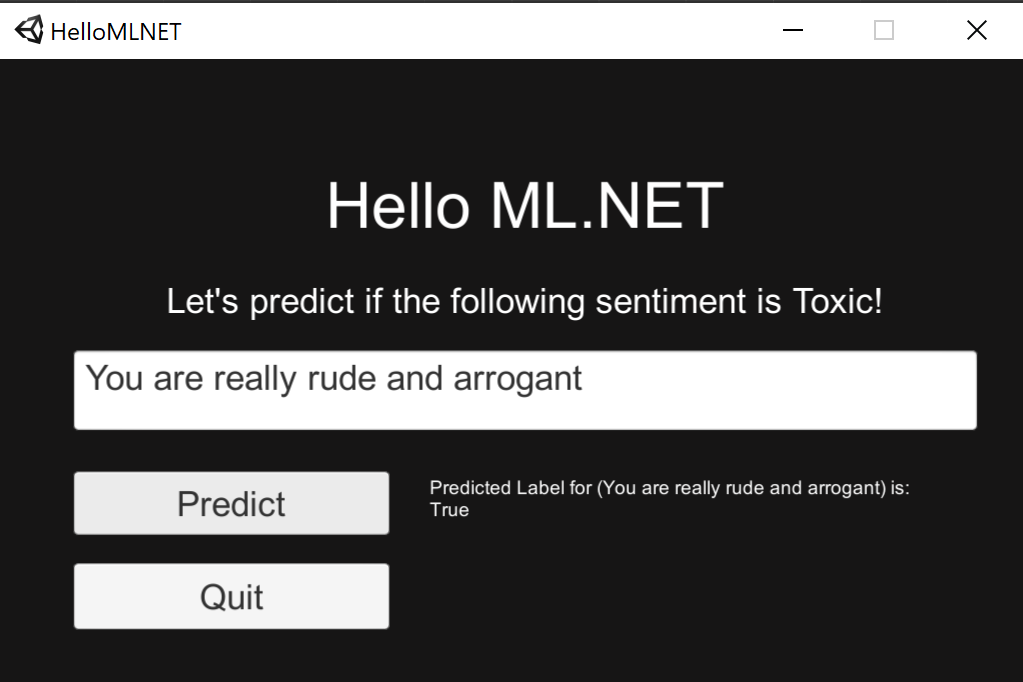 HelloMLNET
Hello ML.NET
Let's predict if the following sentiment is Toxic!
You are really rude and arrogant
Predict
Predicted Label for (You are really rude and arrogant) is:
True
Quit